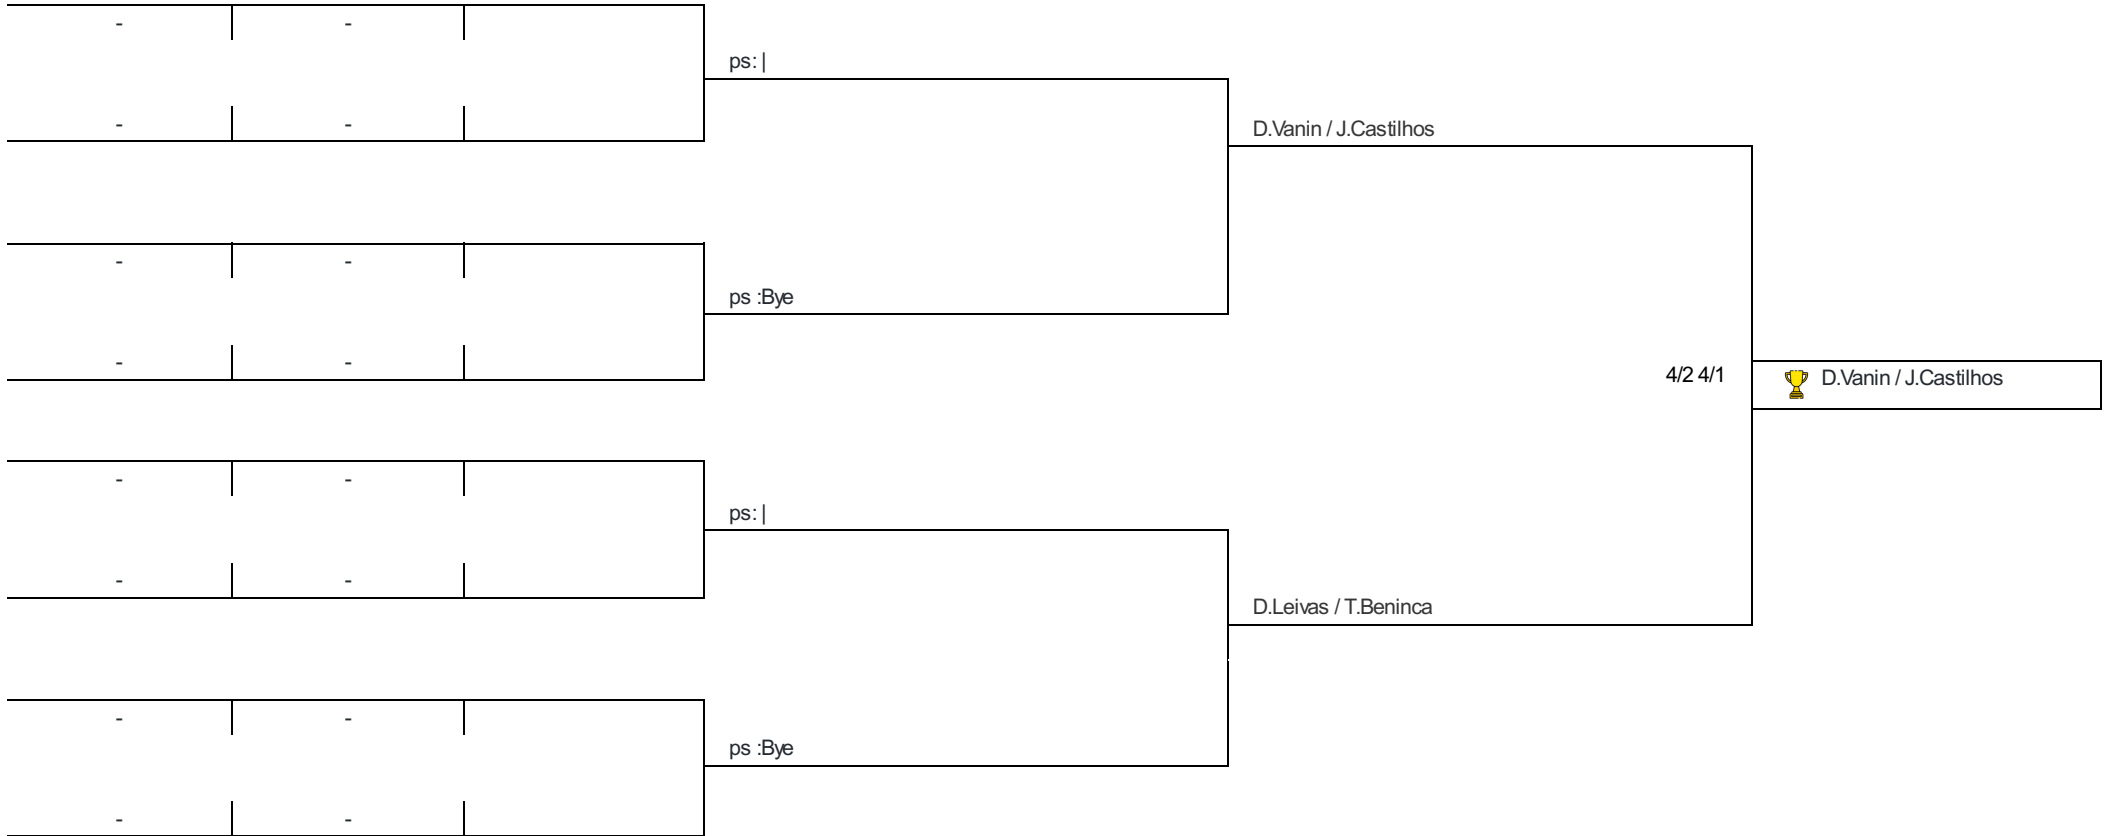 - -
ps: |
- -
D.Vanin / J.Castilhos
- -
ps :Bye
- -
4/2 4/1
D.Vanin / J.Castilhos
- -
ps: |
- -
D.Leivas / T.Beninca
- -
ps :Bye
- -